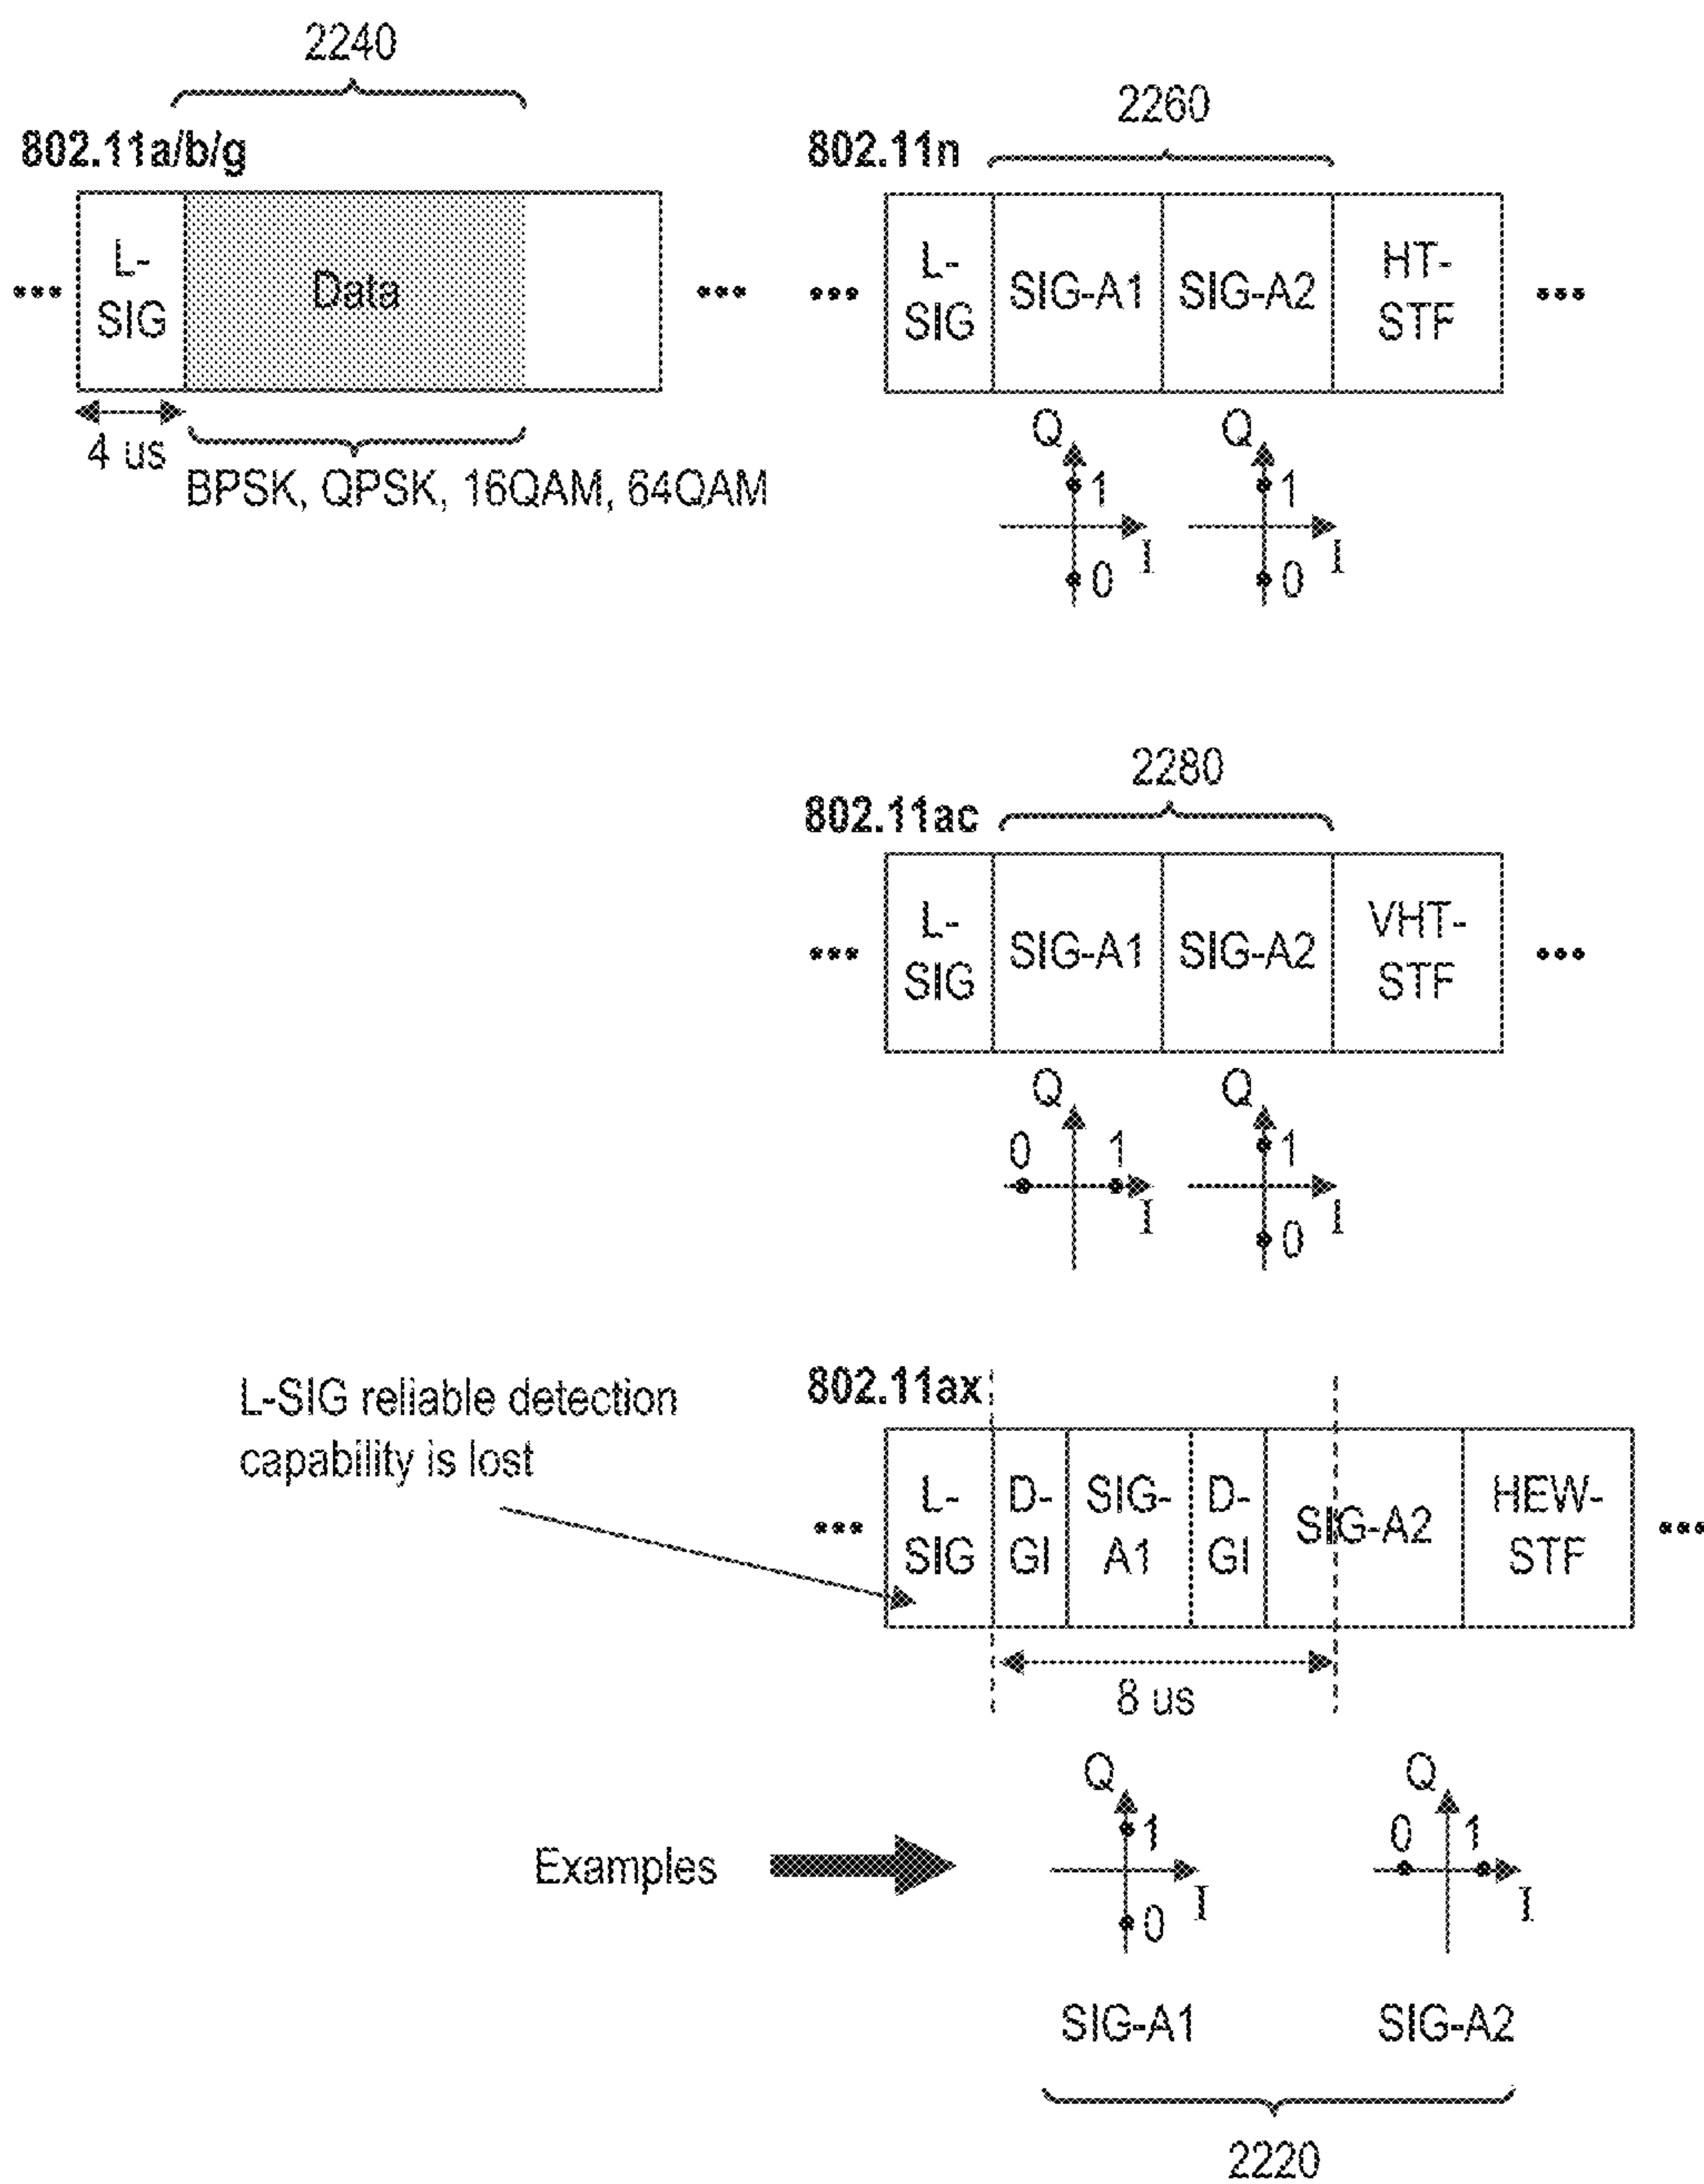 2240
802.11a/b/g
... L-
SIG
Data
...
4 us
BPSK, QPSK, 16QAM, 64QAM
2260
802.11n
... L-
SIG
SIG-A1
SIG-A2
HT-
STF
...
Q
1
I
0
Q
1
I
0
2280
802.11ac
... L-
SIG
SIG-A1
SIG-A2
VHT-
STF
...
Q
0 1
I
Q
1
I
0
L-SIG reliable detection
capability is lost
802.11ax
... L-
SIG
D-
GI
SIG-
A1
D-
GI
SIG-A2
HEW-
STF
...
8 us
Examples
Q
1
I
0
Q
0 1
I
SIG-A1
SIG-A2
2220